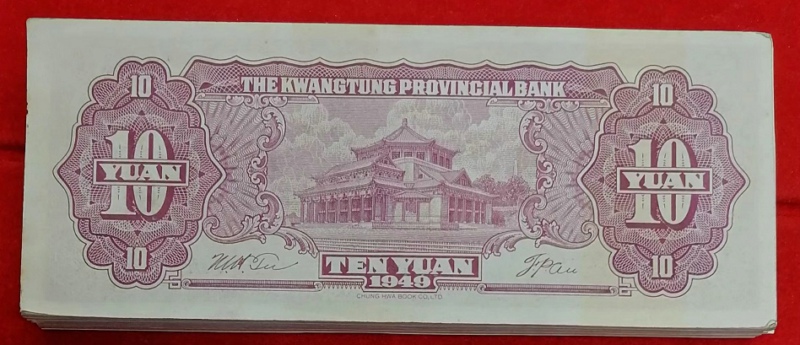 10 10
THE KWANGTUNG PROVINCIAL BANK
10 10
YUAN YUAN
10 10
TEN YUAN
1949
CHUNG HWA BOOK CO., LTD.